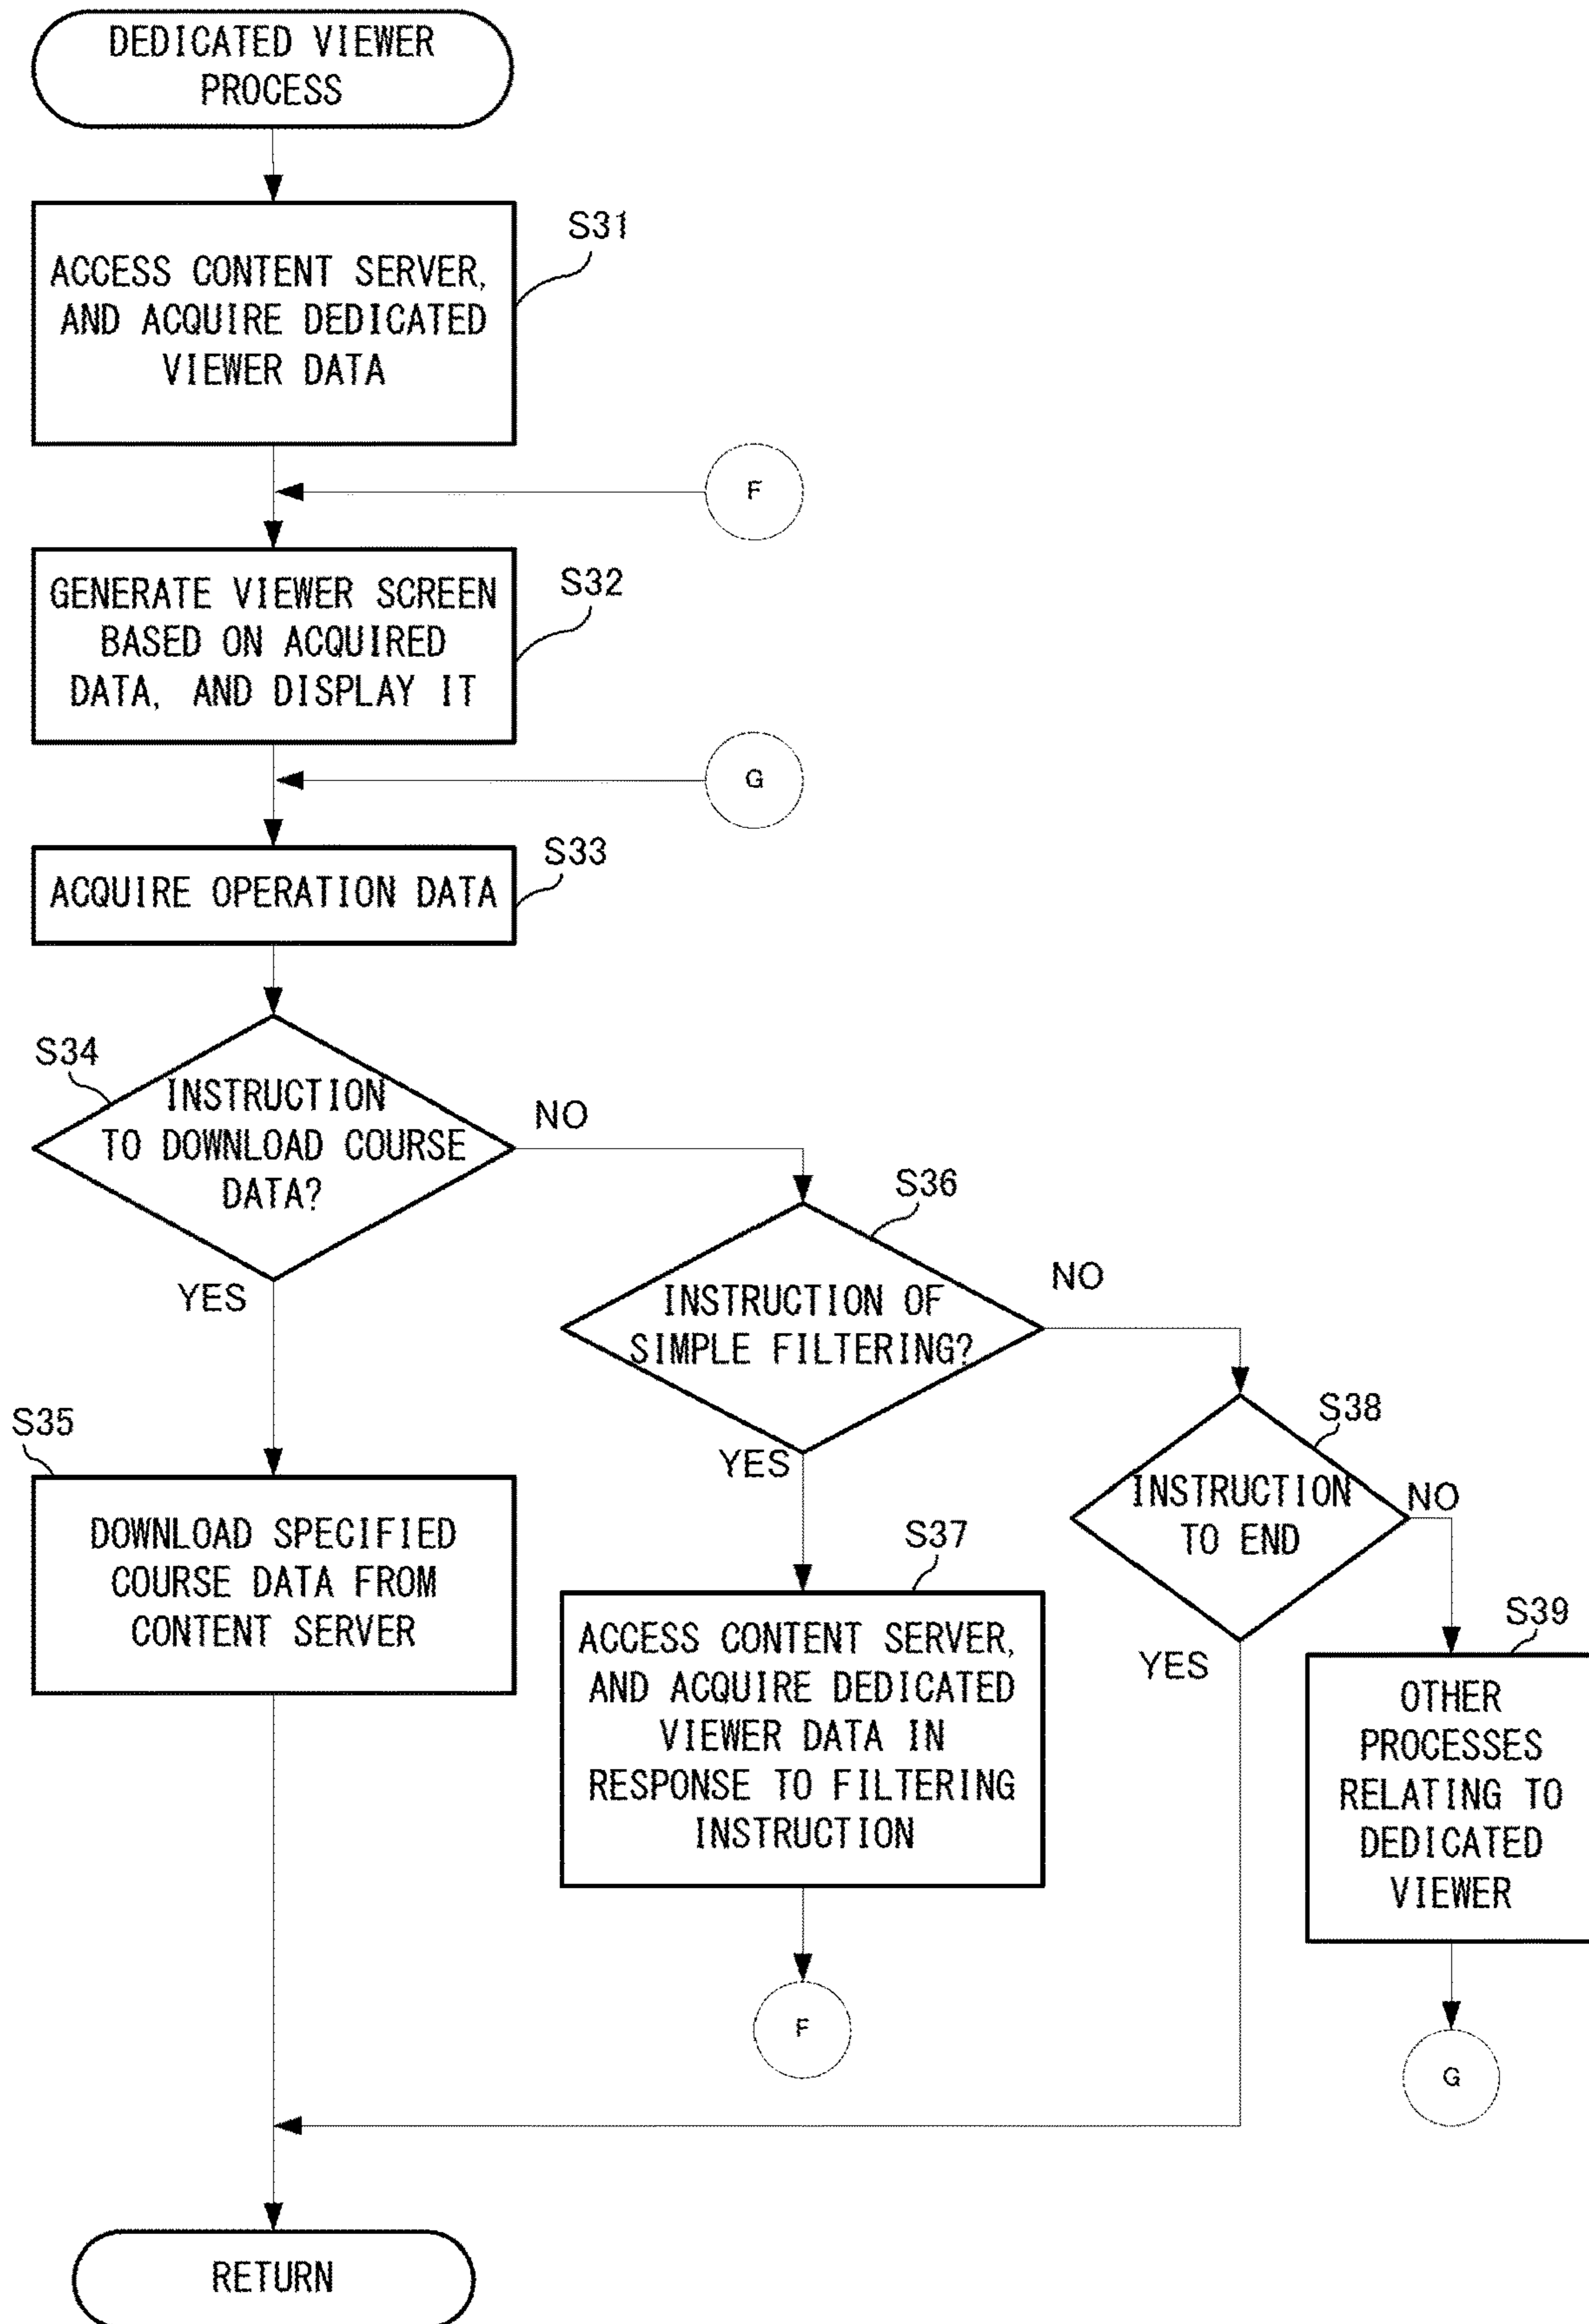 DEDICATED VIEWER
PROCESS
S31
ACCESS CONTENT SERVER,
AND ACQUIRE DEDICATED
VIEWER DATA
F
S32
GENERATE VIEWER SCREEN
BASED ON ACQUIRED
DATA, AND DISPLAY IT
G
S33
ACQUIRE OPERATION DATA
S34
INSTRUCTION
TO DOWNLOAD COURSE
DATA?
NO
YES
S36
INSTRUCTION OF
SIMPLE FILTERING?
NO
YES
S38
INSTRUCTION
TO END
NO
YES
S35
DOWNLOAD SPECIFIED
COURSE DATA FROM
CONTENT SERVER
S37
ACCESS CONTENT SERVER,
AND ACQUIRE DEDICATED
VIEWER DATA IN
RESPONSE TO FILTERING
INSTRUCTION
S39
OTHER
PROCESSES
RELATING TO
DEDICATED
VIEWER
F
G
RETURN